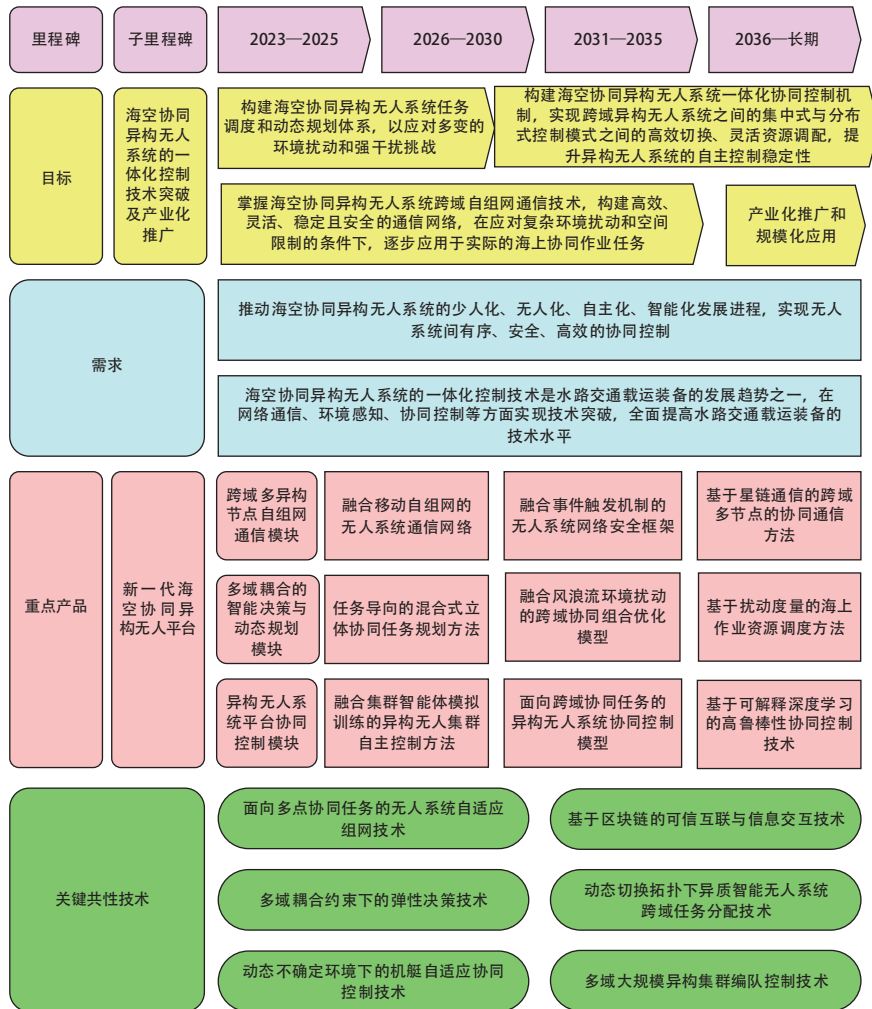 里程碑
子里程碑
2023—2025
2026—2030
2031—2035
2036—长期
目标
海空协同
异构无人
系统的一
体化控制
技术突破
及产业化
推广
构建海空协同异构无人系统任务
调度和动态规划体系，以应对多变的
环境扰动和强干扰挑战
构建海空协同异构无人系统一体化协同控制机
制，实现跨域异构无人系统之间的集中式与分布
式控制模式之间的高效切换、灵活资源调配，提
升异构无人系统的自主控制稳定性
掌握海空协同异构无人系统跨域自组网通信技术，构建高效、
灵活、稳定且安全的通信网络，在应对复杂环境扰动和空间
限制的条件下，逐步应用于实际的海上协同作业任务
产业化推广和
规模化应用
需求
推动海空协同异构无人系统的少人化、无人化、自主化、智能化发展进程，实现无人
系统间有序、安全、高效的协同控制
海空协同异构无人系统的一体化控制技术是水路交通载运装备的发展趋势之一，在
网络通信、环境感知、协同控制等方面实现技术突破，全面提高水路交通载运装备的
技术水平
重点产品
新一代海
空协同异
构无人平台
跨域多异构
节点自组网
通信模块
融合移动自组网的
无人系统通信网络
融合事件触发机制的
无人系统网络安全框架
基于星链通信的跨域
多节点的协同通信
方法
多域耦合的
智能决策与
动态规划
模块
任务导向的混合式立
体协同任务规划方法
融合风浪流环境扰动
的跨域协同组合优化
模型
基于扰动度量的海上
作业资源调度方法
异构无人系
统平台协同
控制模块
融合集群智能体模拟
训练的异构无人集群
自主控制方法
面向跨域协同任务的
异构无人系统协同控制
模型
基于可解释深度学习
的高鲁棒性协同控制
技术
关键共性技术
面向多点协同任务的无人系统自适应
组网技术
基于区块链的可信互联与信息交互技术
多域耦合约束下的弹性决策技术
动态切换拓扑下异质智能无人系统
跨域任务分配技术
动态不确定环境下的机艇自适应协同
控制技术
多域大规模异构集群编队控制技术